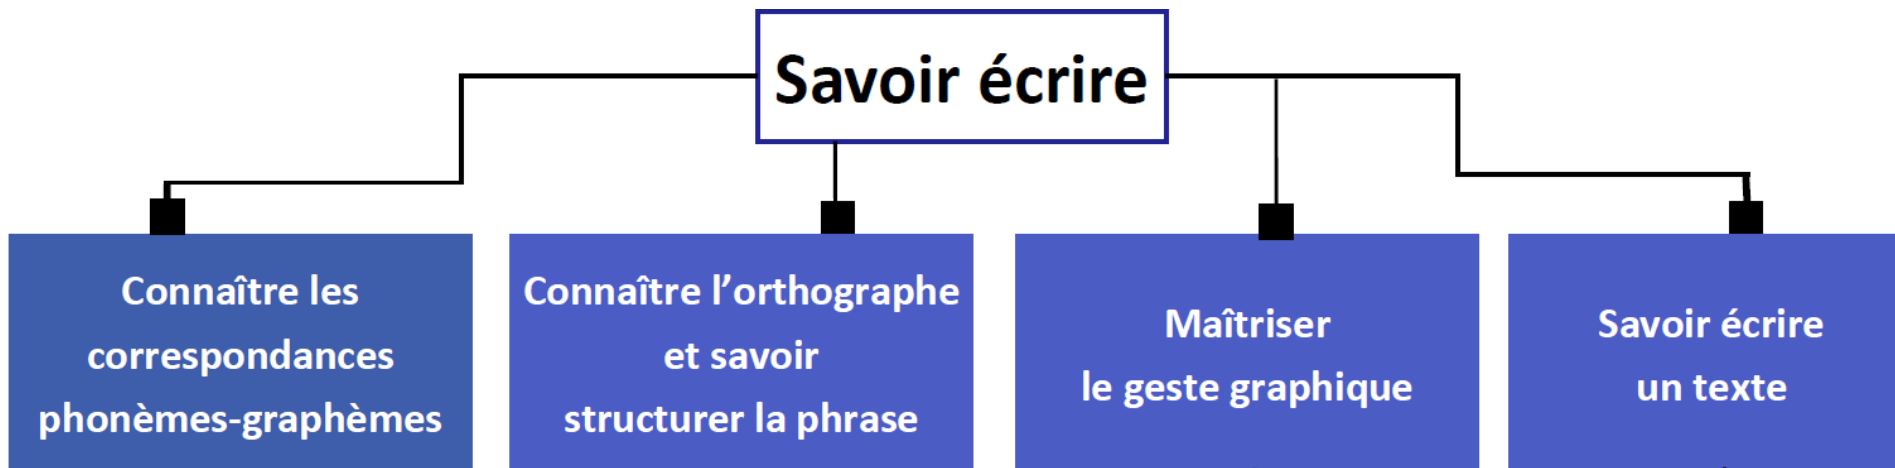 Savoir écrire
Connaître les
correspondances
phonèmes-graphèmes
Connaître l’orthographe
et savoir
structurer la phrase
Maîtriser
le geste graphique
Savoir écrire
un texte